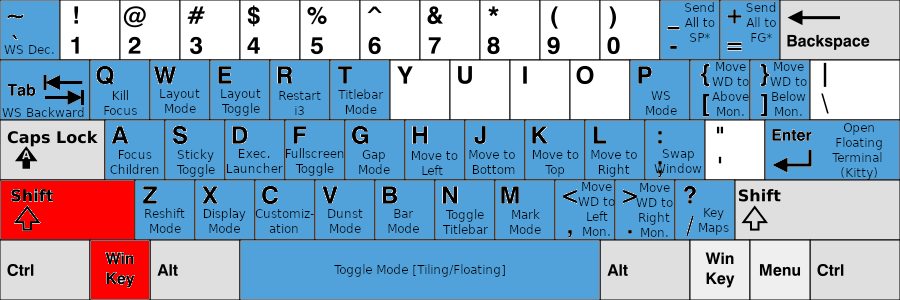 ~ ` WS Dec.
! 1
@ 2
# 3
$ 4
% 5
^ 6
& 7
* 8
( 9
) 0
_ - Send All to SP*
+ = Send All to FG*
Backspace
Tab WS Backward
Q Kill Focus
W Layout Mode
E Layout Toggle
R Restart i3
T Titlebar Mode
Y
U
I
O
P WS Mode
{ [ Move WD to Above Mon.
} ] Move WD to Below Mon.
| \
Caps Lock A
A Focus Children
S Sticky Toggle
D Exec. Launcher
F Fullscreen Toggle
G Gap Mode
H Move to Left
J Move to Bottom
K Move to Top
L Move to Right
: ; Swap Window
" '
Enter Open Floating Terminal (Kitty)
Shift
Z Reshift Mode
X Display Mode
C Customiz-ation
V Dunst Mode
B Bar Mode
N Toggle Titlebar
M Mark Mode
< , Move WD to Left Mon.
> . Move WD to Right Mon.
? / Key Maps
Shift
Ctrl
Win Key
Alt
Toggle Mode [Tiling/Floating]
Alt
Win Key
Menu
Ctrl